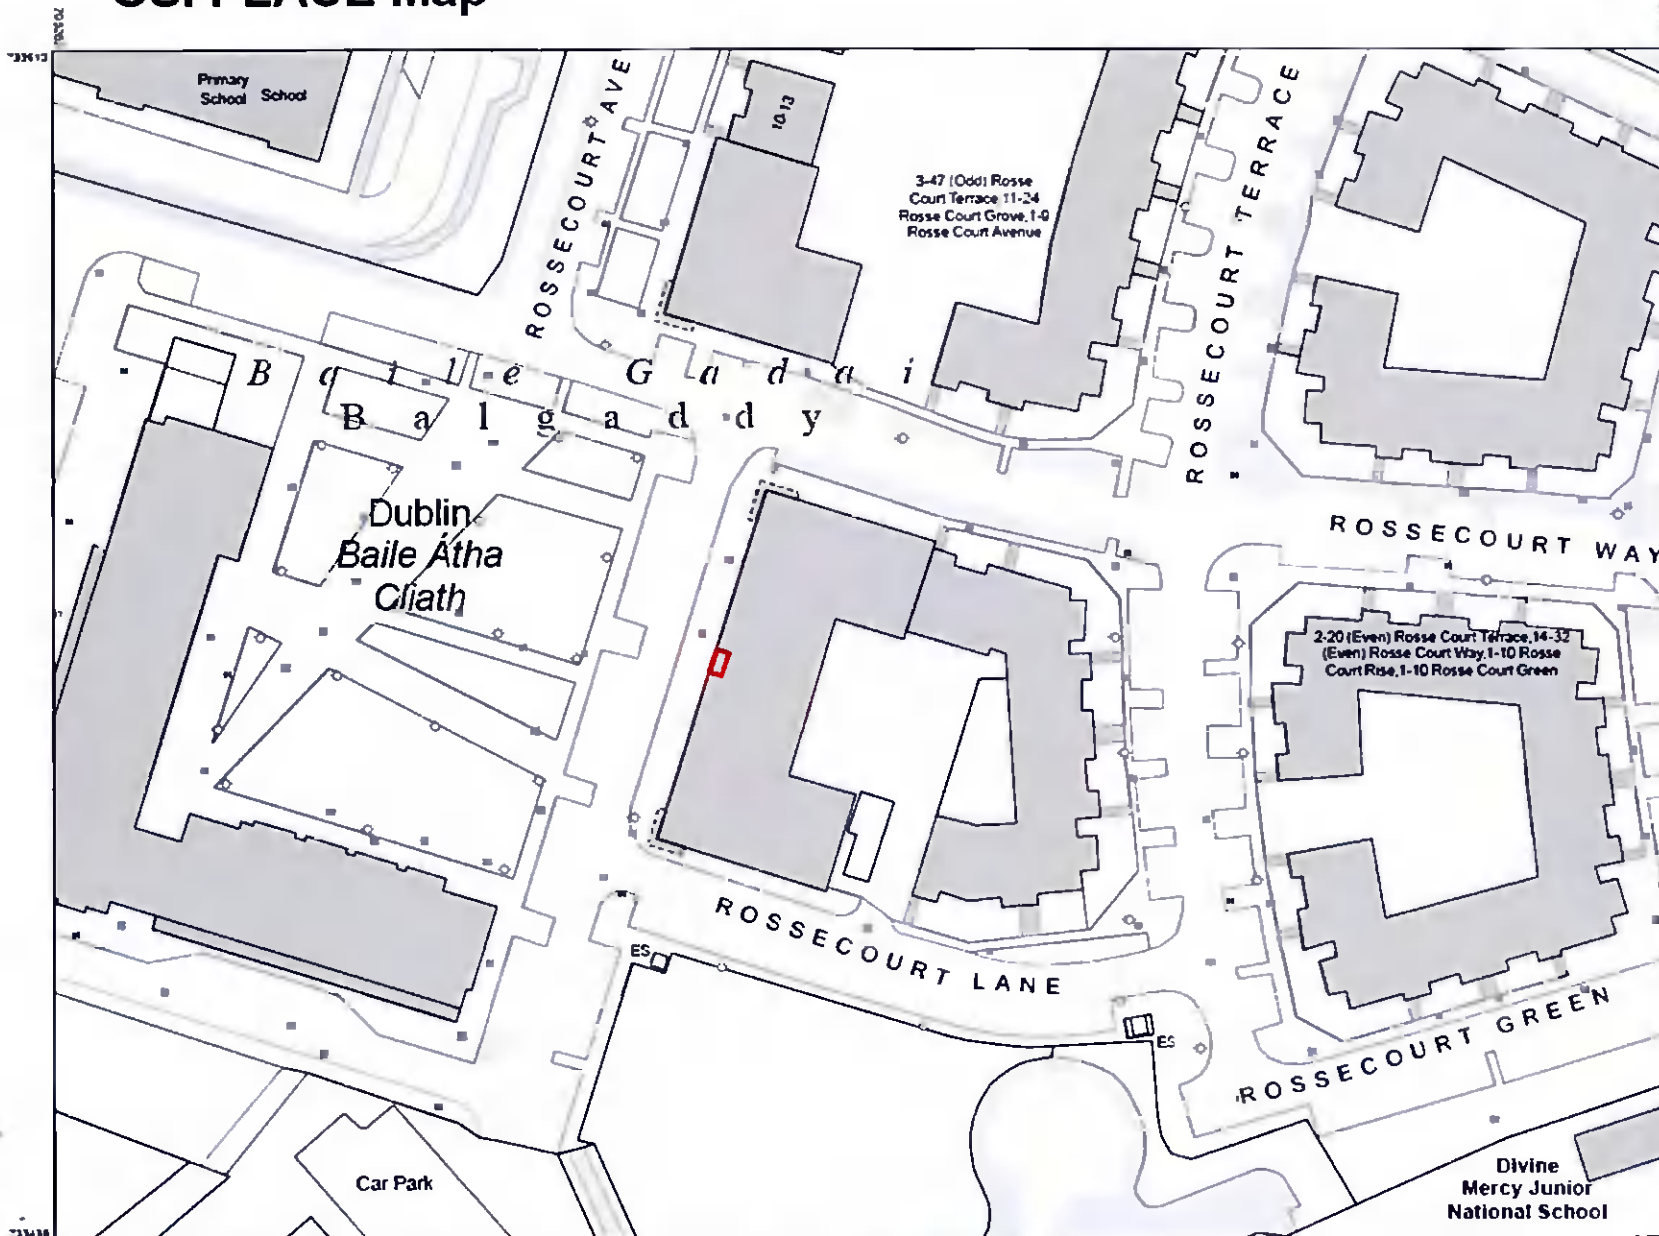 Map
Primary
School School
ROSSECOURT AVE
10-13
3-47 (Odd) Rosse
Court Terrace 11-24
Rosse Court Grove,1-9
Rosse Court Avenue
ROSSECOURT TERRACE
Baile Gadai
Balgaddy
Dublin
Baile Átha
Cliath
ROSSECOURT WAY
2-20 (Even) Rosse Court Terrace,14-32
(Even) Rosse Court Way,1-10 Rosse
Court Rise,1-10 Rosse Court Green
ROSSECOURT LANE
ES
ES
ROSSECOURT GREEN
Car Park
Divine
Mercy Junior
National School